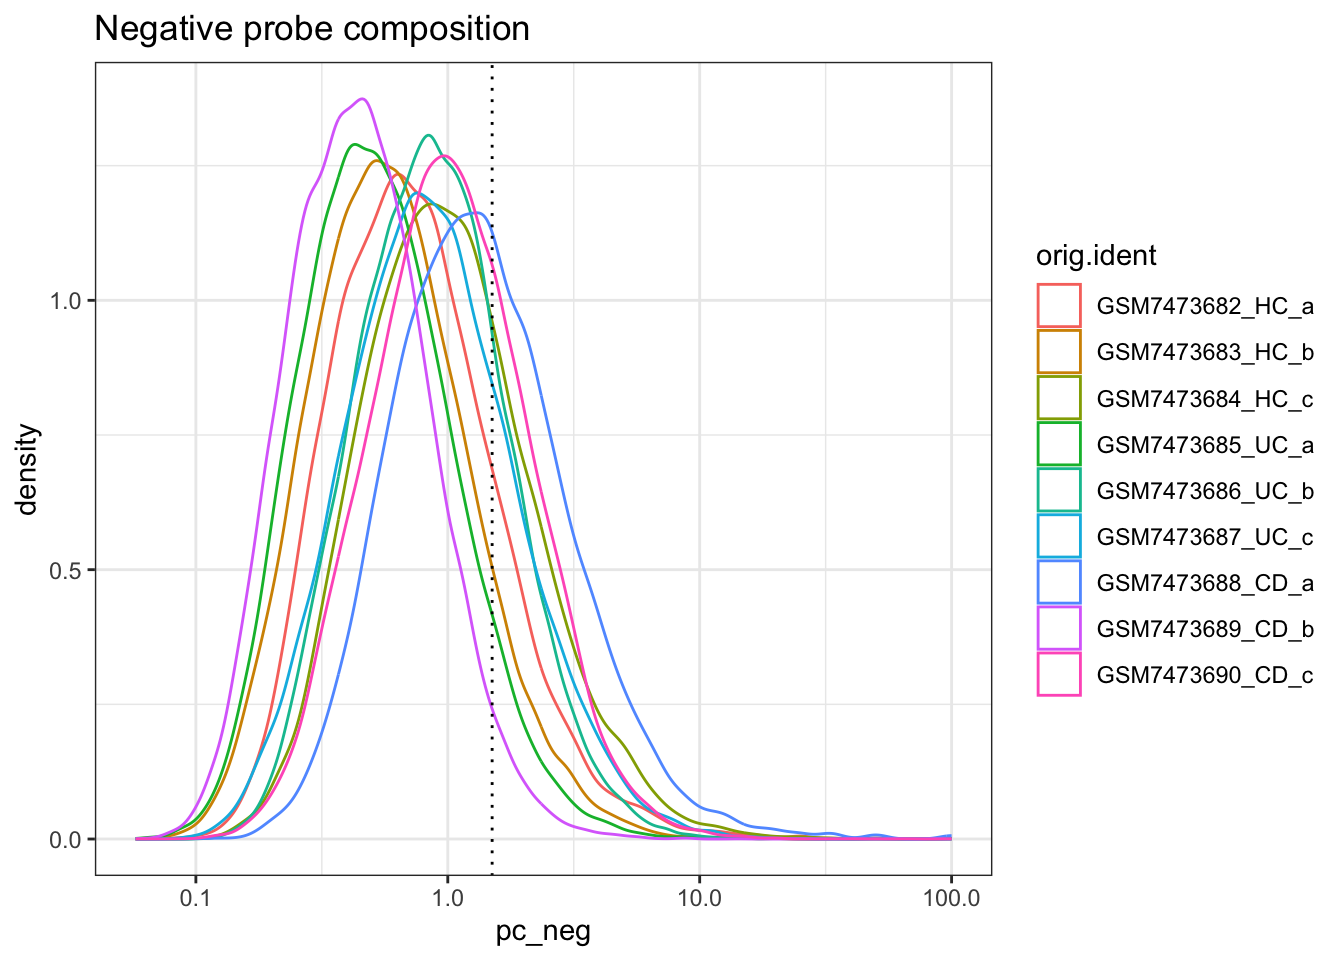 Negative probe composition
density
1.0
0.5
0.0
0.1
1.0
10.0
100.0
pc_neg
orig.ident
GSM7473682_HC_a
GSM7473683_HC_b
GSM7473684_HC_c
GSM7473685_UC_a
GSM7473686_UC_b
GSM7473687_UC_c
GSM7473688_CD_a
GSM7473689_CD_b
GSM7473690_CD_c